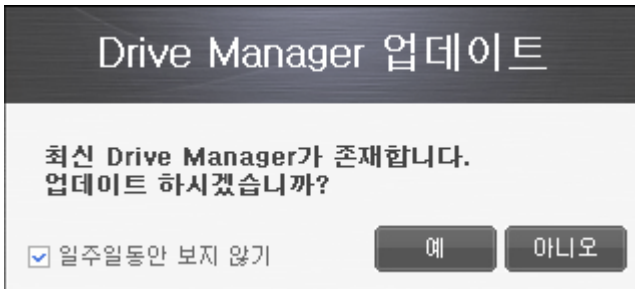 Drive Manager 업데이트
최신 Drive Manager가 존재합니다.
업데이트 하시겠습니까?
일주일동안 보지 않기
예
아니오